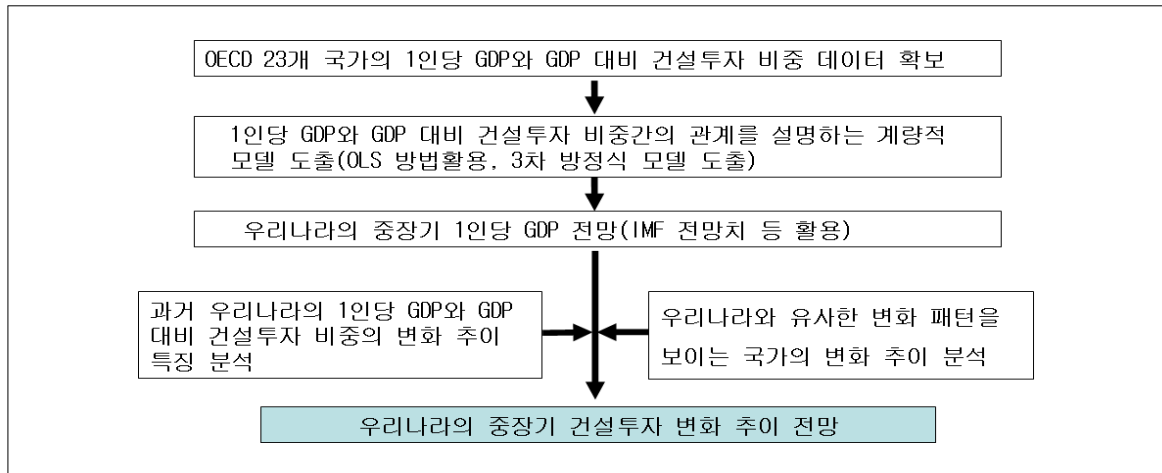 OECD 23개 국가의 1인당 GDP와 GDP 대비 건설투자 비중 데이터 확보
1인당 GDP와 GDP 대비 건설투자 비중간의 관계를 설명하는 계량적
모델 도출(OLS 방법활용, 3차 방정식 모델 도출)
우리나라의 중장기 1인당 GDP 전망(IMF 전망치 등 활용)
과거 우리나라의 1인당 GDP와 GDP
대비 건설투자 비중의 변화 추이
특징 분석
우리나라와 유사한 변화 패턴을
보이는 국가의 변화 추이 분석
우리나라의 중장기 건설투자 변화 추이 전망